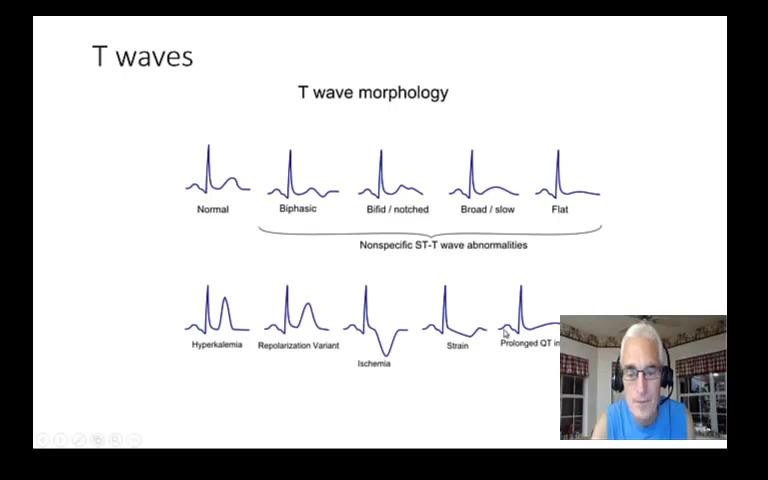 T waves
T wave morphology
Normal
Biphasic
Bifid / notched
Broad / slow
Flat
Nonspecific ST-T wave abnormalities
Hyperkalemia
Repolarization Variant
Ischemia
Strain
Prolonged QT